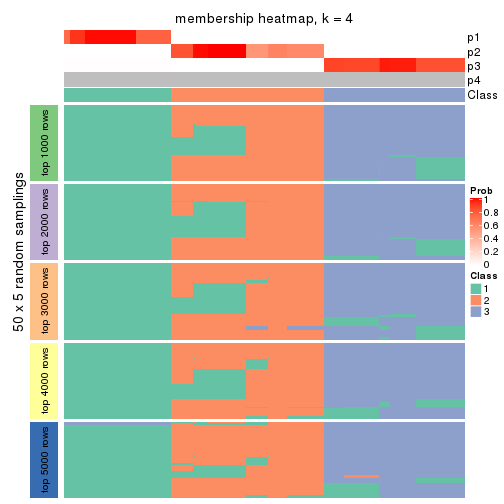 membership heatmap, k = 4
p1
p2
p3
p4
Class
50 x 5 random samplings
top 1000 rows
top 2000 rows
top 3000 rows
top 4000 rows
top 5000 rows
Prob
1
0.8
0.6
0.4
0.2
0
Class
1
2
3